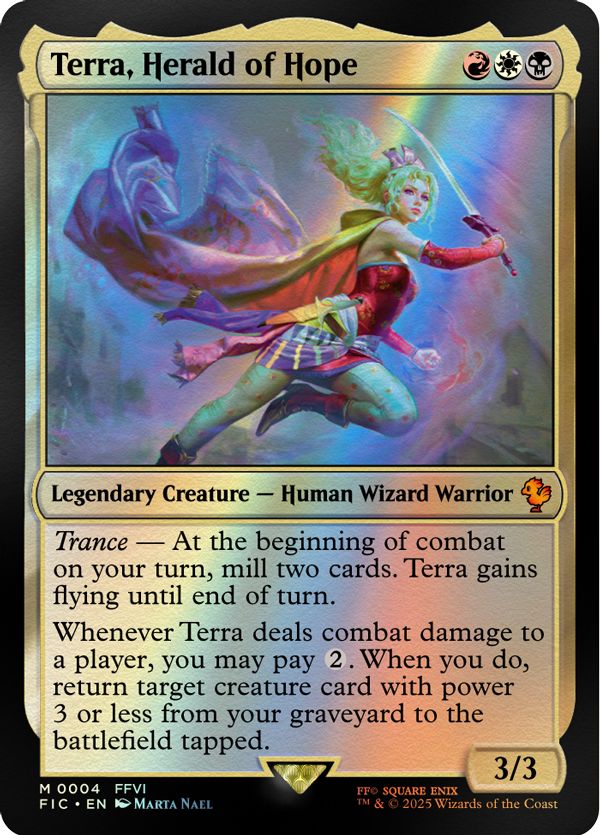 Terra, Herald of Hope
Legendary Creature — Human Wizard Warrior
Trance — At the beginning of combat
on your turn, mill two cards. Terra gains
flying until end of turn.
Whenever Terra deals combat damage to
a player, you may pay 2. When you do,
return target creature card with power
3 or less from your graveyard to the
battlefield tapped.
3/3
M 0004 FFVI
FIC • EN Marta Nael
FF© SQUARE ENIX
™ & © 2025 Wizards of the Coast